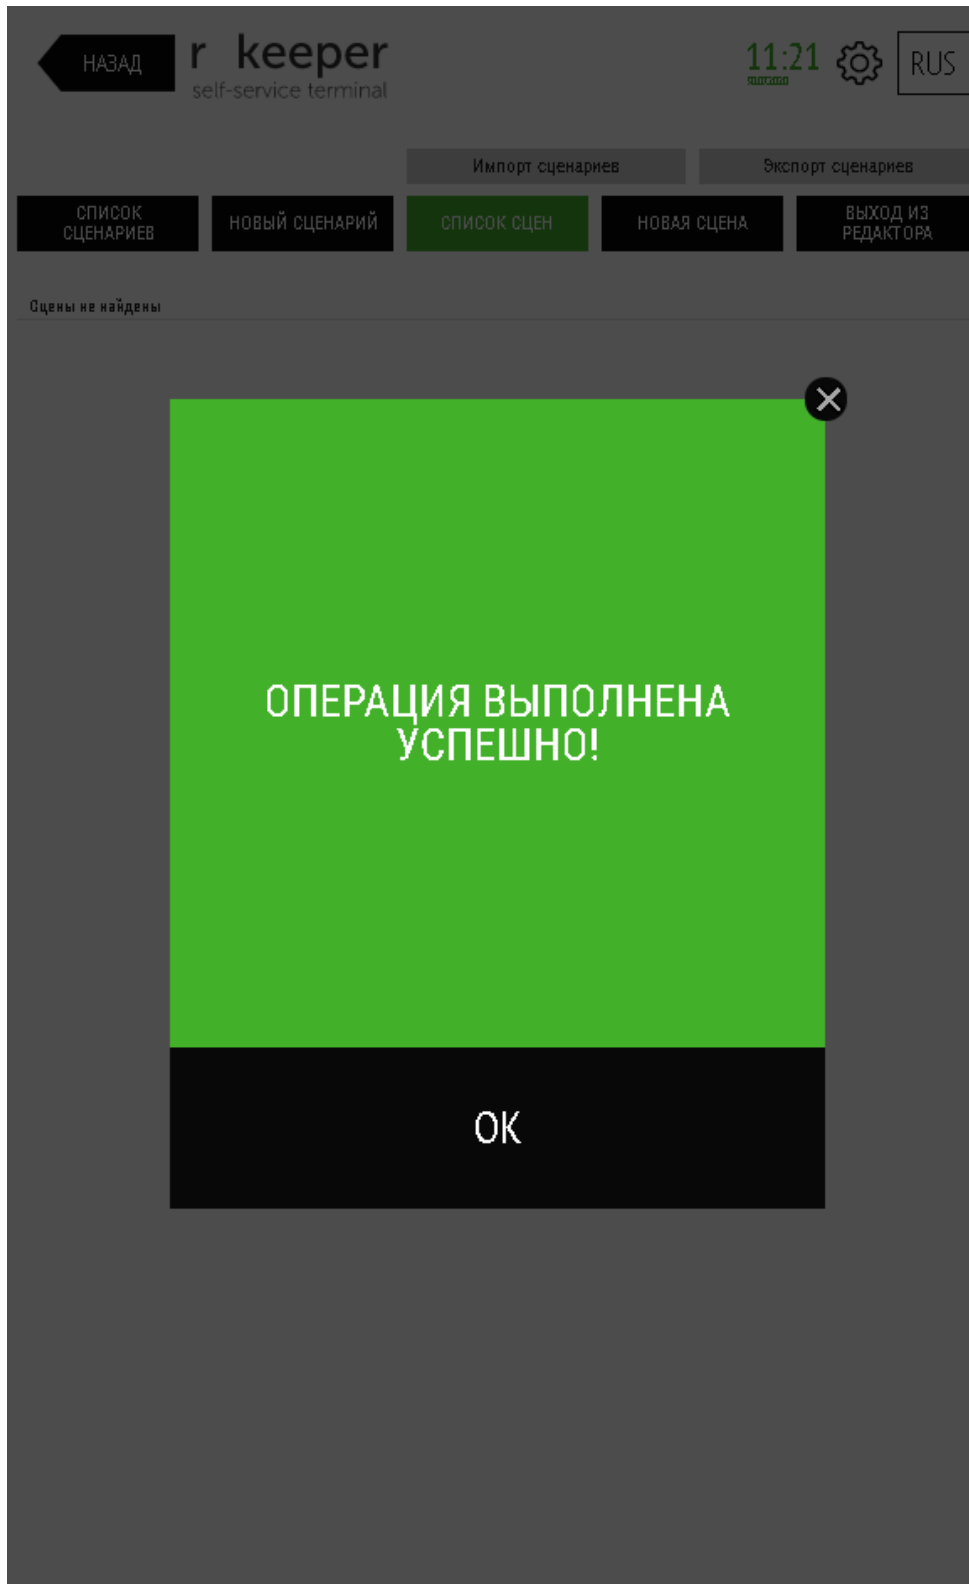 НАЗАД
r keeper
self-service terminal
11:21
RUS
Импорт сценариев
Экспорт сценариев
СПИСОК
СЦЕНАРИЕВ
НОВЫЙ СЦЕНАРИЙ
СПИСОК СЦЕН
НОВАЯ СЦЕНА
ВЫХОД ИЗ
РЕДАКТОРА
Сцены не найдены
ОПЕРАЦИЯ ВЫПОЛНЕНА
УСПЕШНО!
ОК